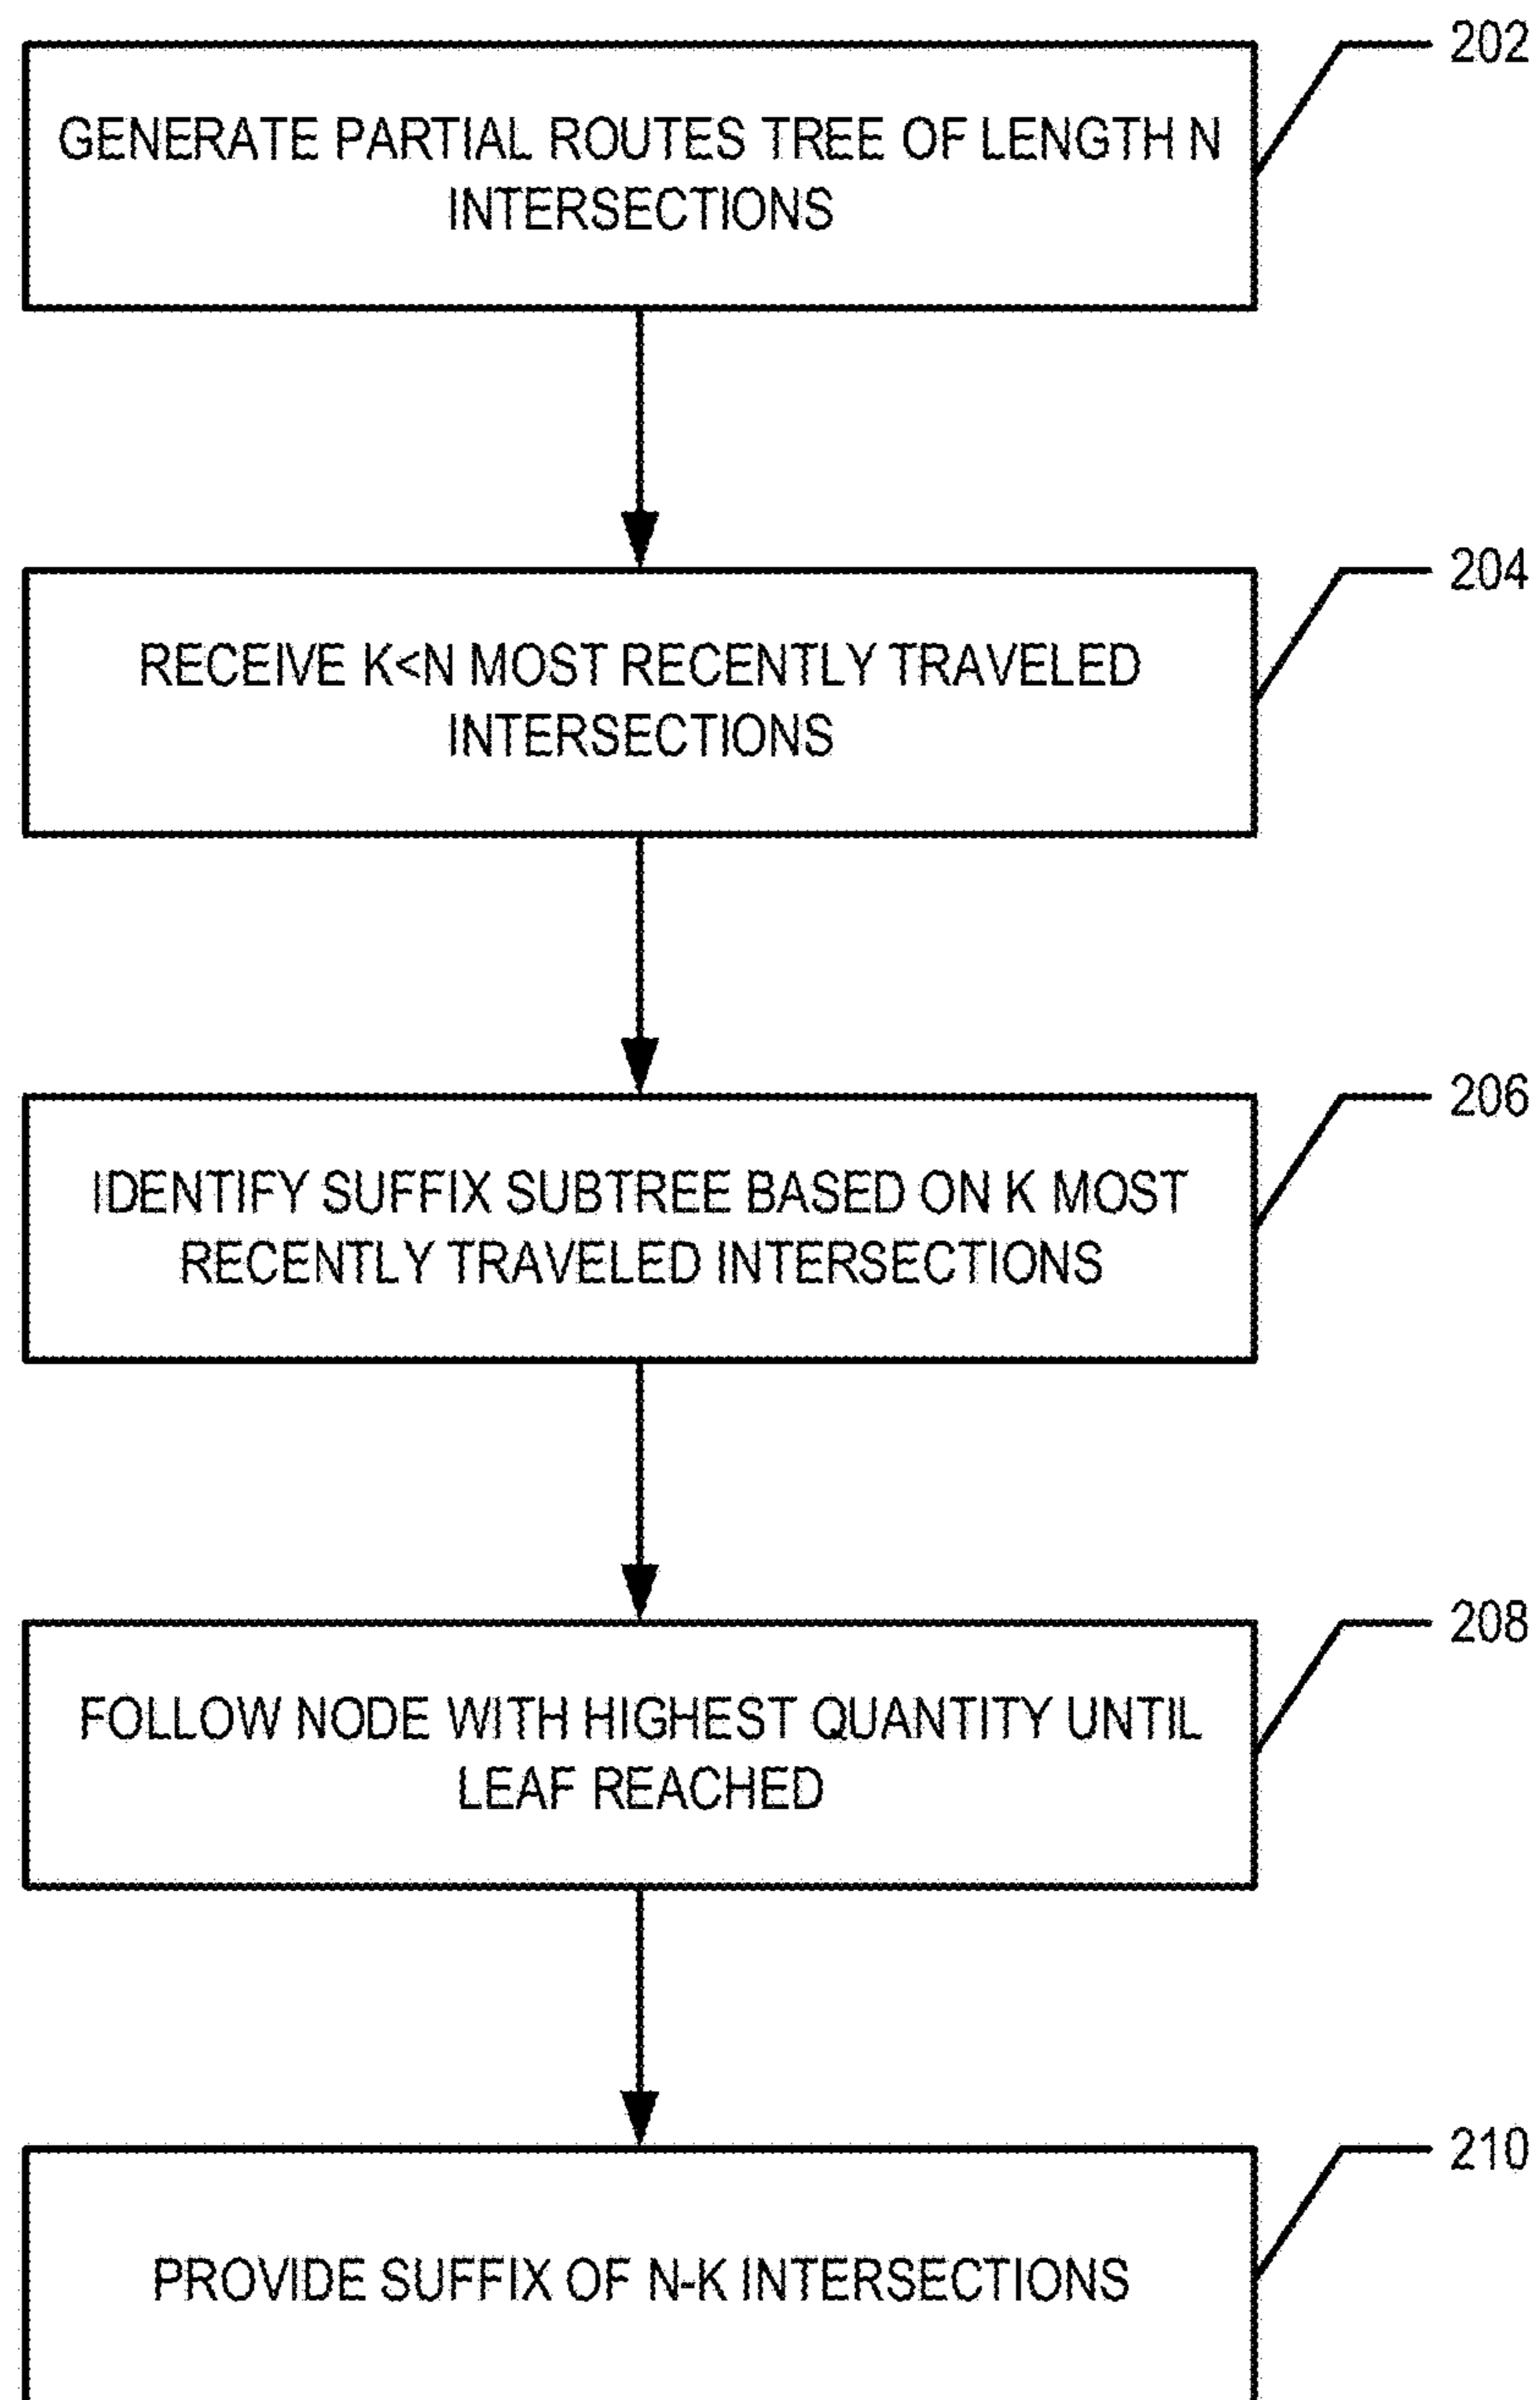 202
GENERATE PARTIAL ROUTES TREE OF LENGTH N
INTERSECTIONS
204
RECEIVE K<N MOST RECENTLY TRAVELED
INTERSECTIONS
206
IDENTIFY SUFFIX SUBTREE BASED ON K MOST
RECENTLY TRAVELED INTERSECTIONS
208
FOLLOW NODE WITH HIGHEST QUANTITY UNTIL
LEAF REACHED
210
PROVIDE SUFFIX OF N-K INTERSECTIONS